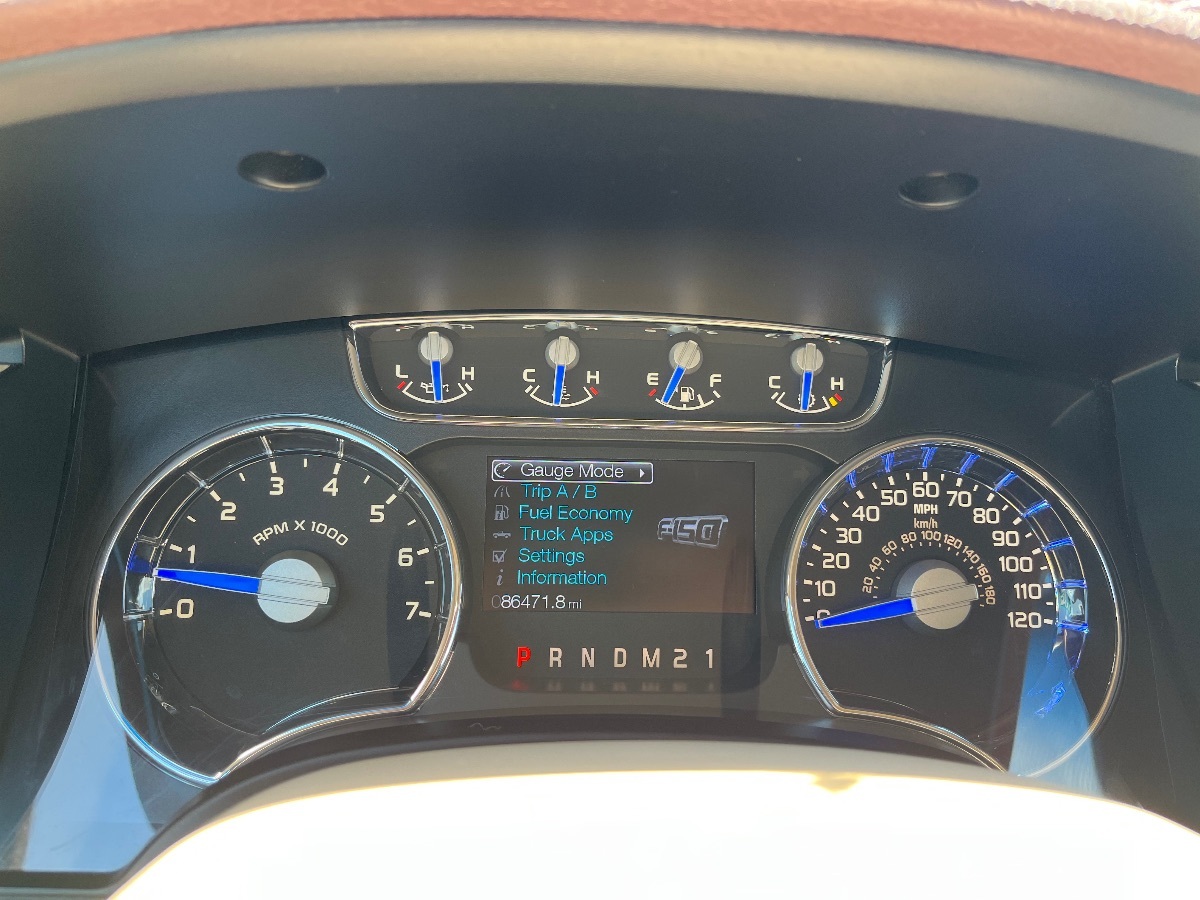 L H C H E F C H
Gauge Mode
Trip A / B
Fuel Economy
Truck Apps
Settings
i Information
086471.8 mi
F-150
P R N D M 2 1
0 1 2 3 4 5 6 7
RPM X 1000
0 10 20 30 40 50 60 70 80 90 100 110 120
MPH
km/h
20 40 60 80 100 120 140 160 180